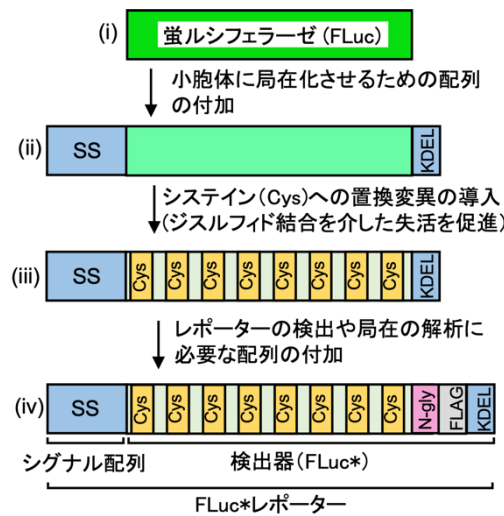 (i)
蛍ルシフェラーゼ(FLuc)
小胞体に局在化させるための配列
の付加
(ii)
SS
KDEL
システイン(Cys)への置換変異の導入
(ジスルフィド結合を介した失活を促進)
(iii)
SS
Cys
Cys
Cys
Cys
Cys
Cys
Cys
Cys
KDEL
レポーターの検出や局在の解析に
必要な配列の付加
(iv)
SS
Cys
Cys
Cys
Cys
Cys
Cys
Cys
Cys
N-gly
FLAG
KDEL
シグナル配列
検出器(FLuc*)
FLuc*レポーター